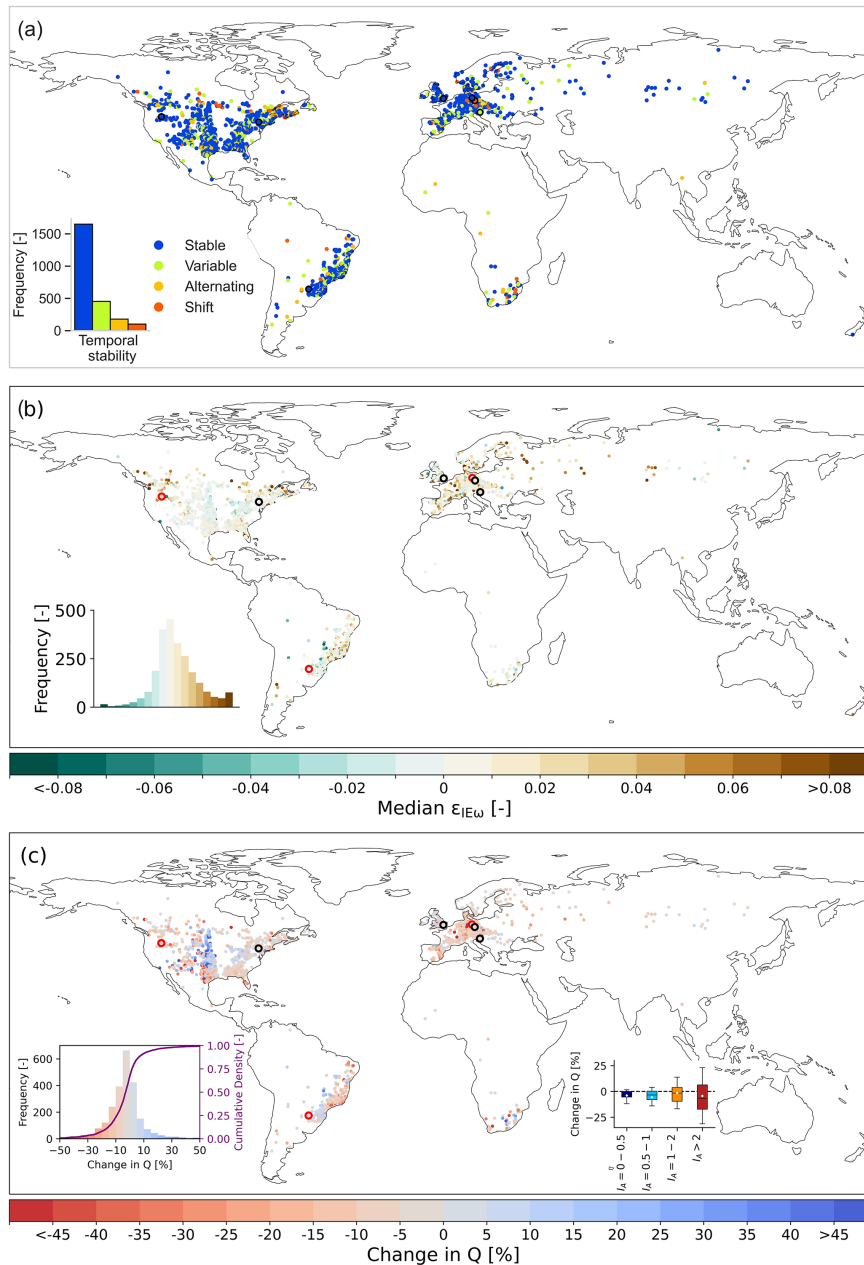 (a)
1500
1000
500
0
Frequency [-]
Temporal
stability
Stable
Variable
Alternating
Shift
(b)
500
250
0
Frequency [-]
<-0.08 -0.06 -0.04 -0.02 0 0.02 0.04 0.06 >0.08
Median εIEω [-]
(c)
600
400
200
0
Frequency [-]
1.00
0.75
0.50
0.25
0.00
Cumulative Density [-]
-50 -30 -10 10 30 50
Change in Q [%]
25
0
−25
Change in Q [%]
IA = 0 − 0.5
IA = 0.5 − 1
IA = 1 − 2
IA > 2
<-45 -40 -35 -30 -25 -20 -15 -10 -5 0 5 10 15 20 25 30 35 40 >45
Change in Q [%]